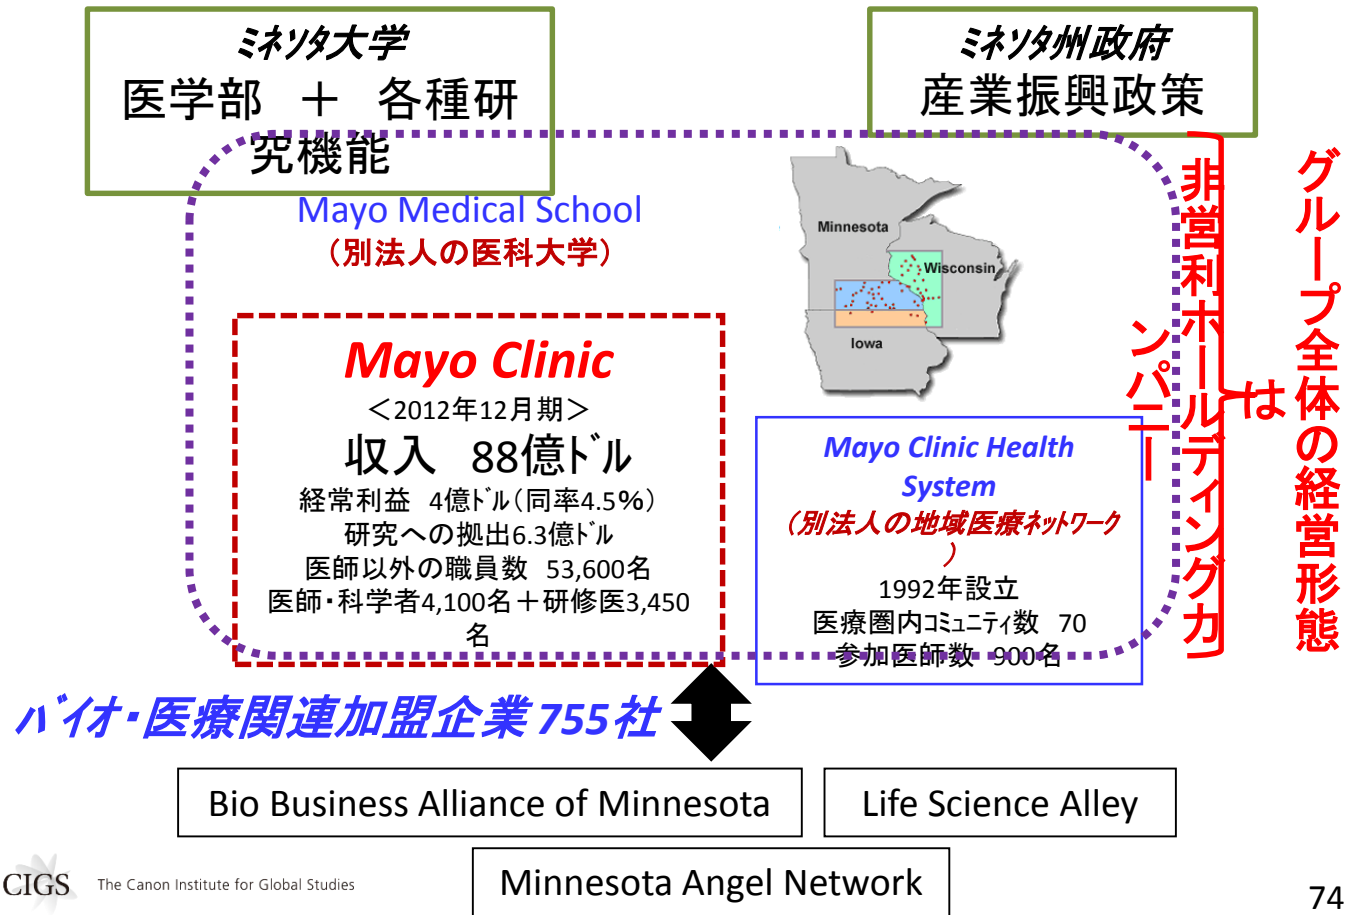 ﾐﾈｿﾀ大学
医学部　＋　各種研
究機能
ﾐﾈｿﾀ州政府
産業振興政策
Mayo Medical School
（別法人の医科大学）
Minnesota
Wisconsin
Iowa
Mayo Clinic
＜2012年12月期＞
収入　88億ﾄﾞﾙ
経常利益　4億ﾄﾞﾙ（同率4.5％）
研究への拠出6.3億ﾄﾞﾙ
医師以外の職員数　53,600名
医師・科学者4,100名＋研修医3,450
名
Mayo Clinic Health
System
（別法人の地域医療ﾈｯﾄﾜｰｸ
）
1992年設立
医療圏内ｺﾐｭﾆﾃｨ数　70
参加医師数　900名
グループ全体の経営形態
は
非営利ホールディングカ
ンパニー
ﾊﾞｲｵ・医療関連加盟企業755社
Bio Business Alliance of Minnesota
Life Science Alley
Minnesota Angel Network
CIGS The Canon Institute for Global Studies
74